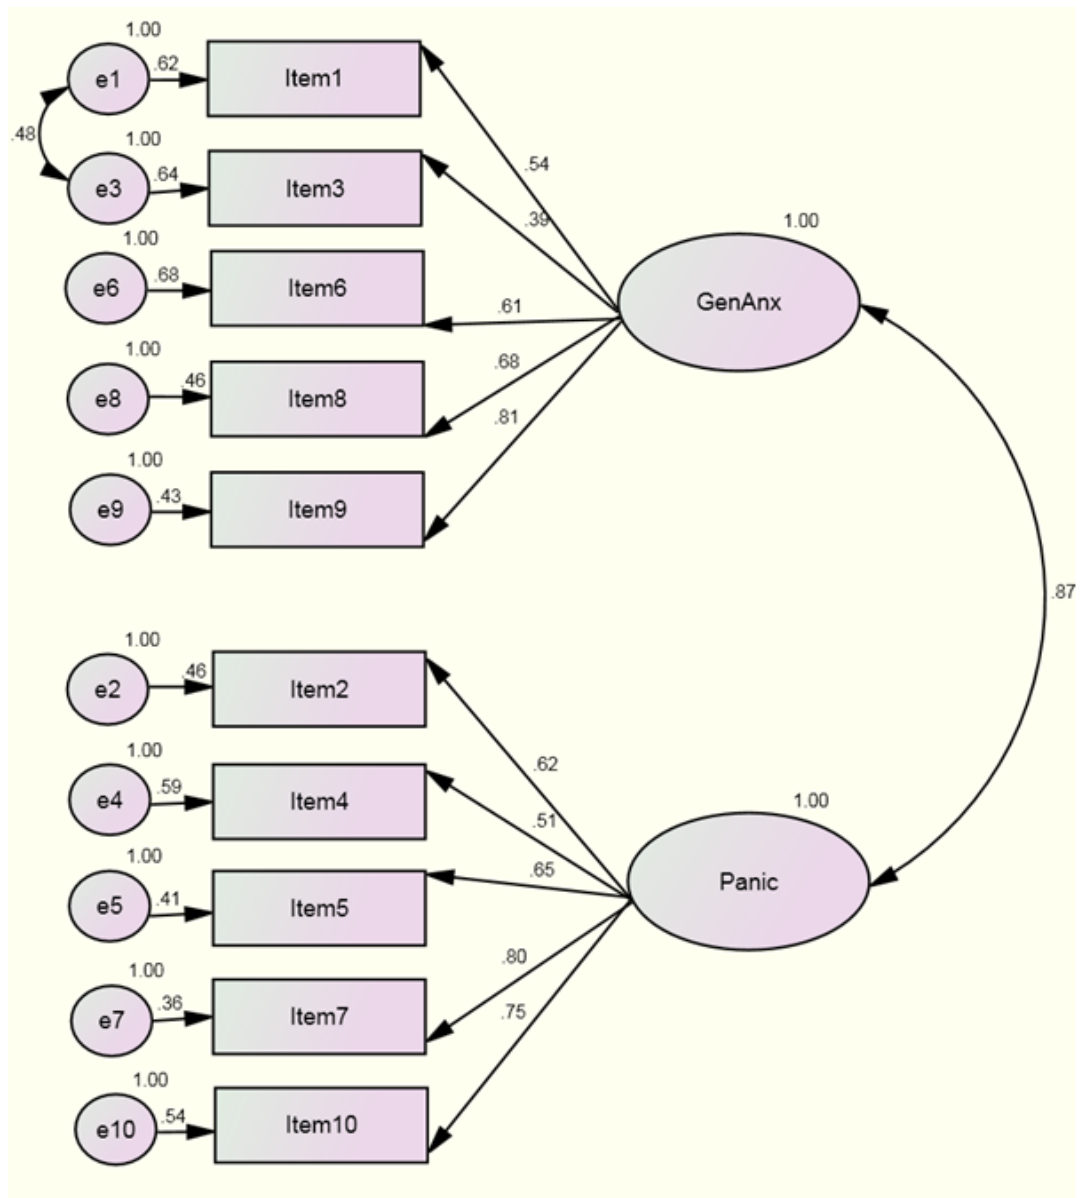 1.00
e1
.62
Item1
.48
1.00
e3
.64
Item3
1.00
e6
.68
Item6
1.00
e8
.46
Item8
1.00
e9
.43
Item9
.54
.39
.61
.68
.81
1.00
GenAnx
.87
1.00
e2
.46
Item2
1.00
e4
.59
Item4
1.00
e5
.41
Item5
1.00
e7
.36
Item7
1.00
e10
.54
Item10
.62
.51
.65
.80
.75
1.00
Panic